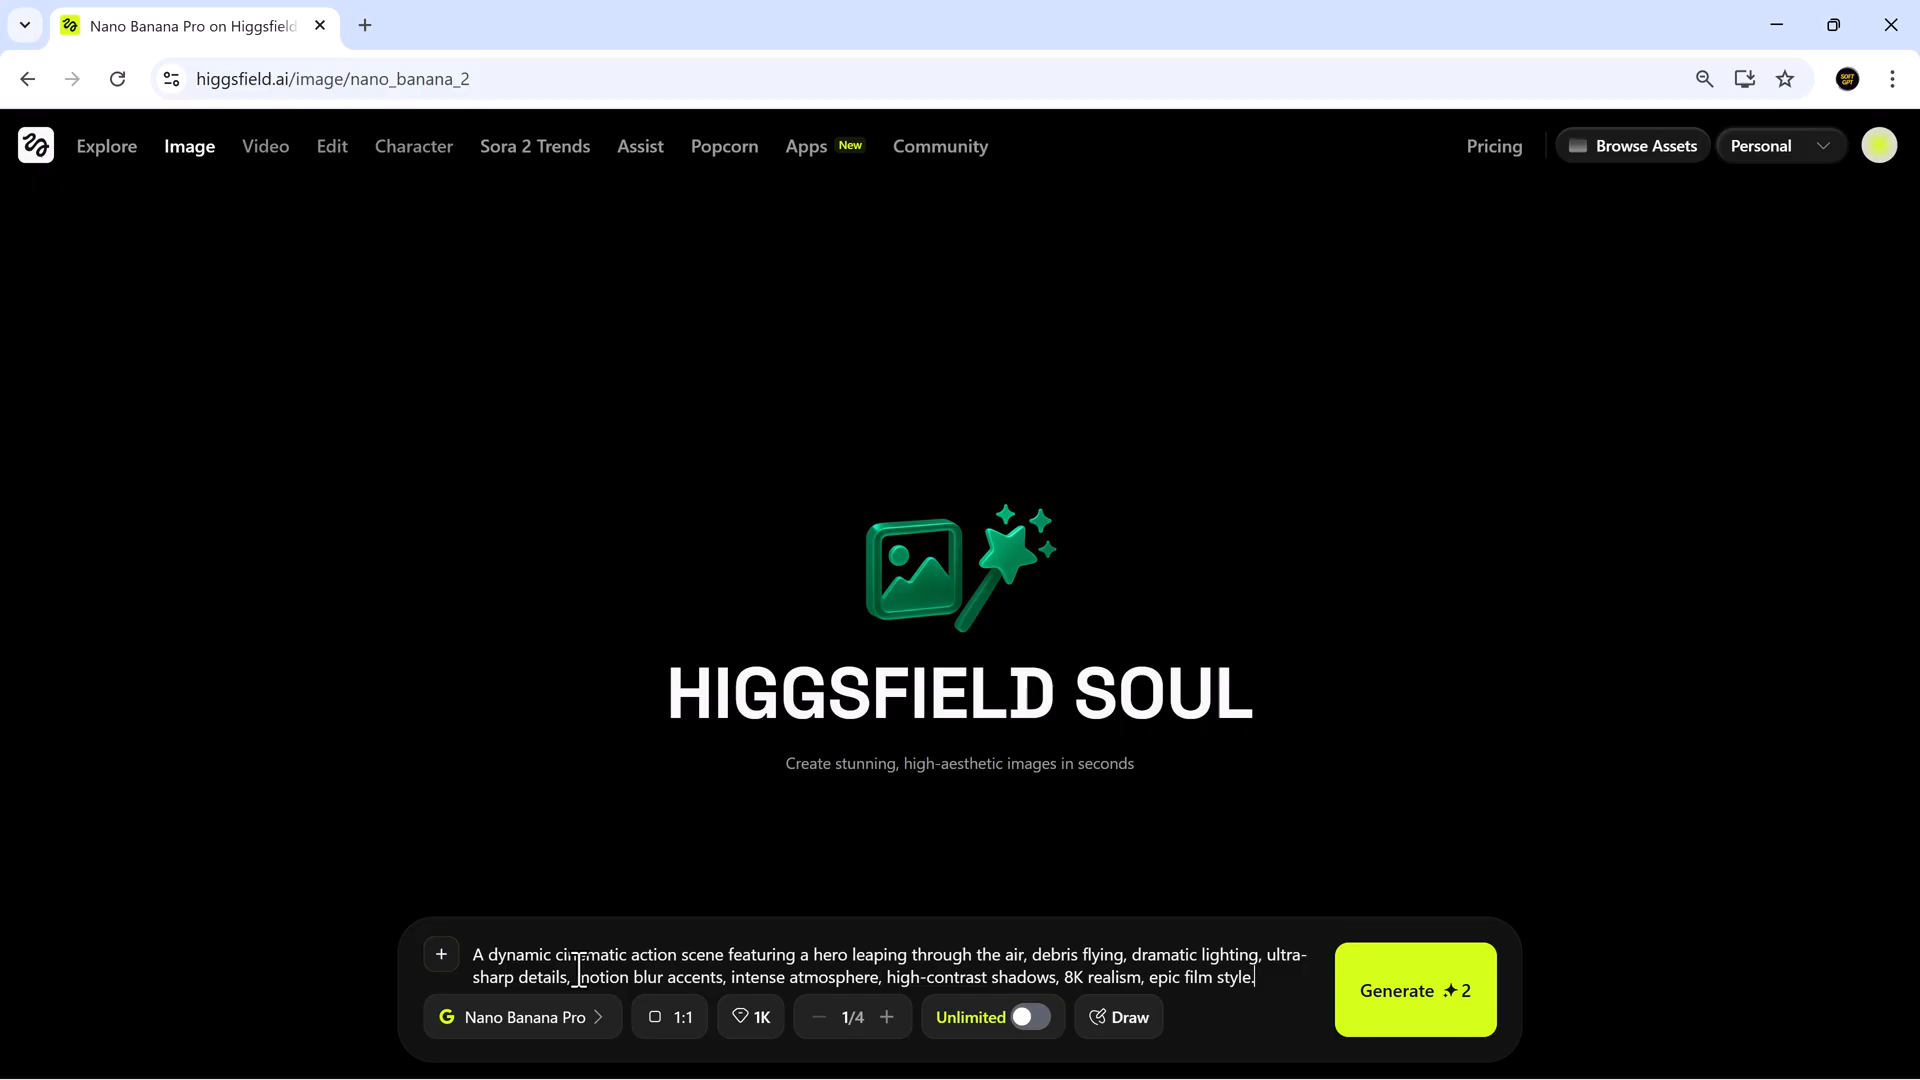 Nano Banana Pro on Higgsfield
higgsfield.ai/image/nano_banana_2
SOFT
GPT
Explore Image Video Edit Character Sora 2 Trends Assist Popcorn Apps New Community Pricing Browse Assets Personal
HIGGSFIELD SOUL
Create stunning, high-aesthetic images in seconds
A dynamic cinematic action scene featuring a hero leaping through the air, debris flying, dramatic lighting, ultra-
sharp details, motion blur accents, intense atmosphere, high-contrast shadows, 8K realism, epic film style.
Generate 2
G Nano Banana Pro 1:1 1K 1/4 Unlimited Draw